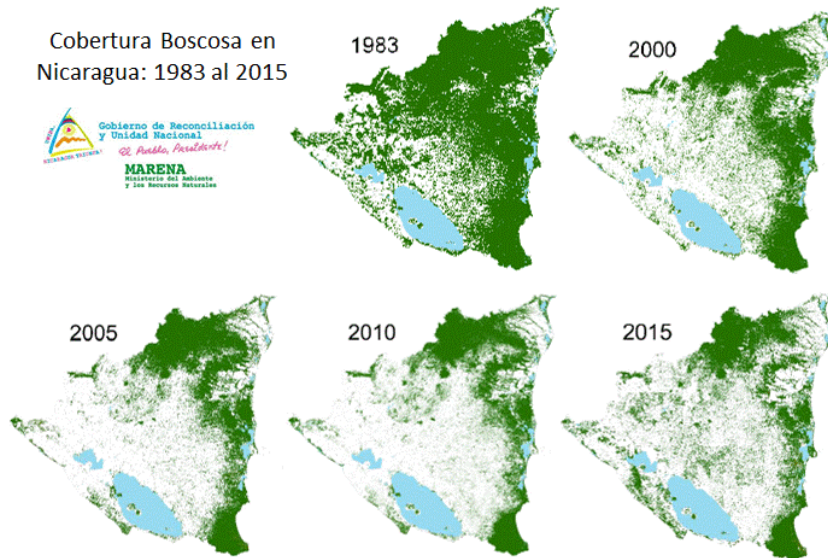 Cobertura Boscosa en
Nicaragua: 1983 al 2015
Gobierno de Reconciliación
y Unidad Nacional
El Pueblo, Presidente!
MARENA
Ministerio del Ambiente
y los Recursos Naturales
1983
2000
2005
2010
2015